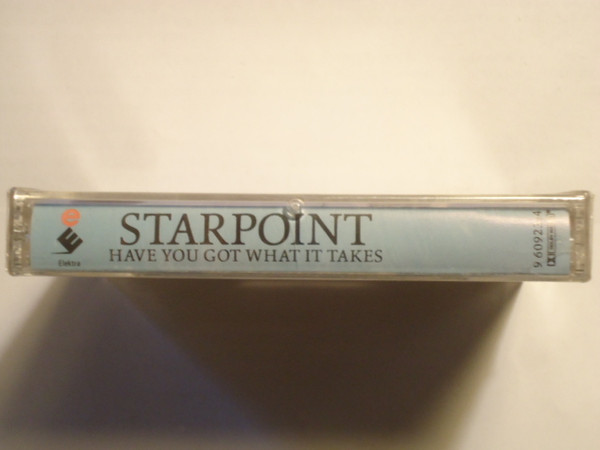 STARPOINT
HAVE YOU GOT WHAT IT TAKES
Elektra